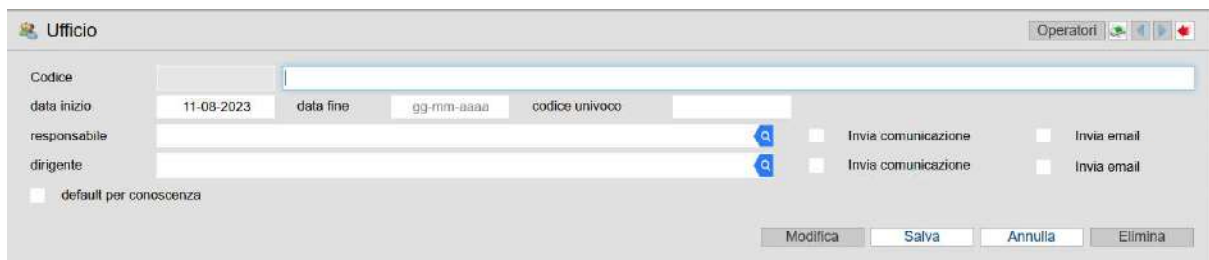 Ufficio Operatori
Codice
data inizio 11-08-2023 data fine gg-mm-aaaa codice univoco
responsabile Invia comunicazione Invia email
dirigente Invia comunicazione Invia email
default per conoscenza
Modifica Salva Annulla Elimina